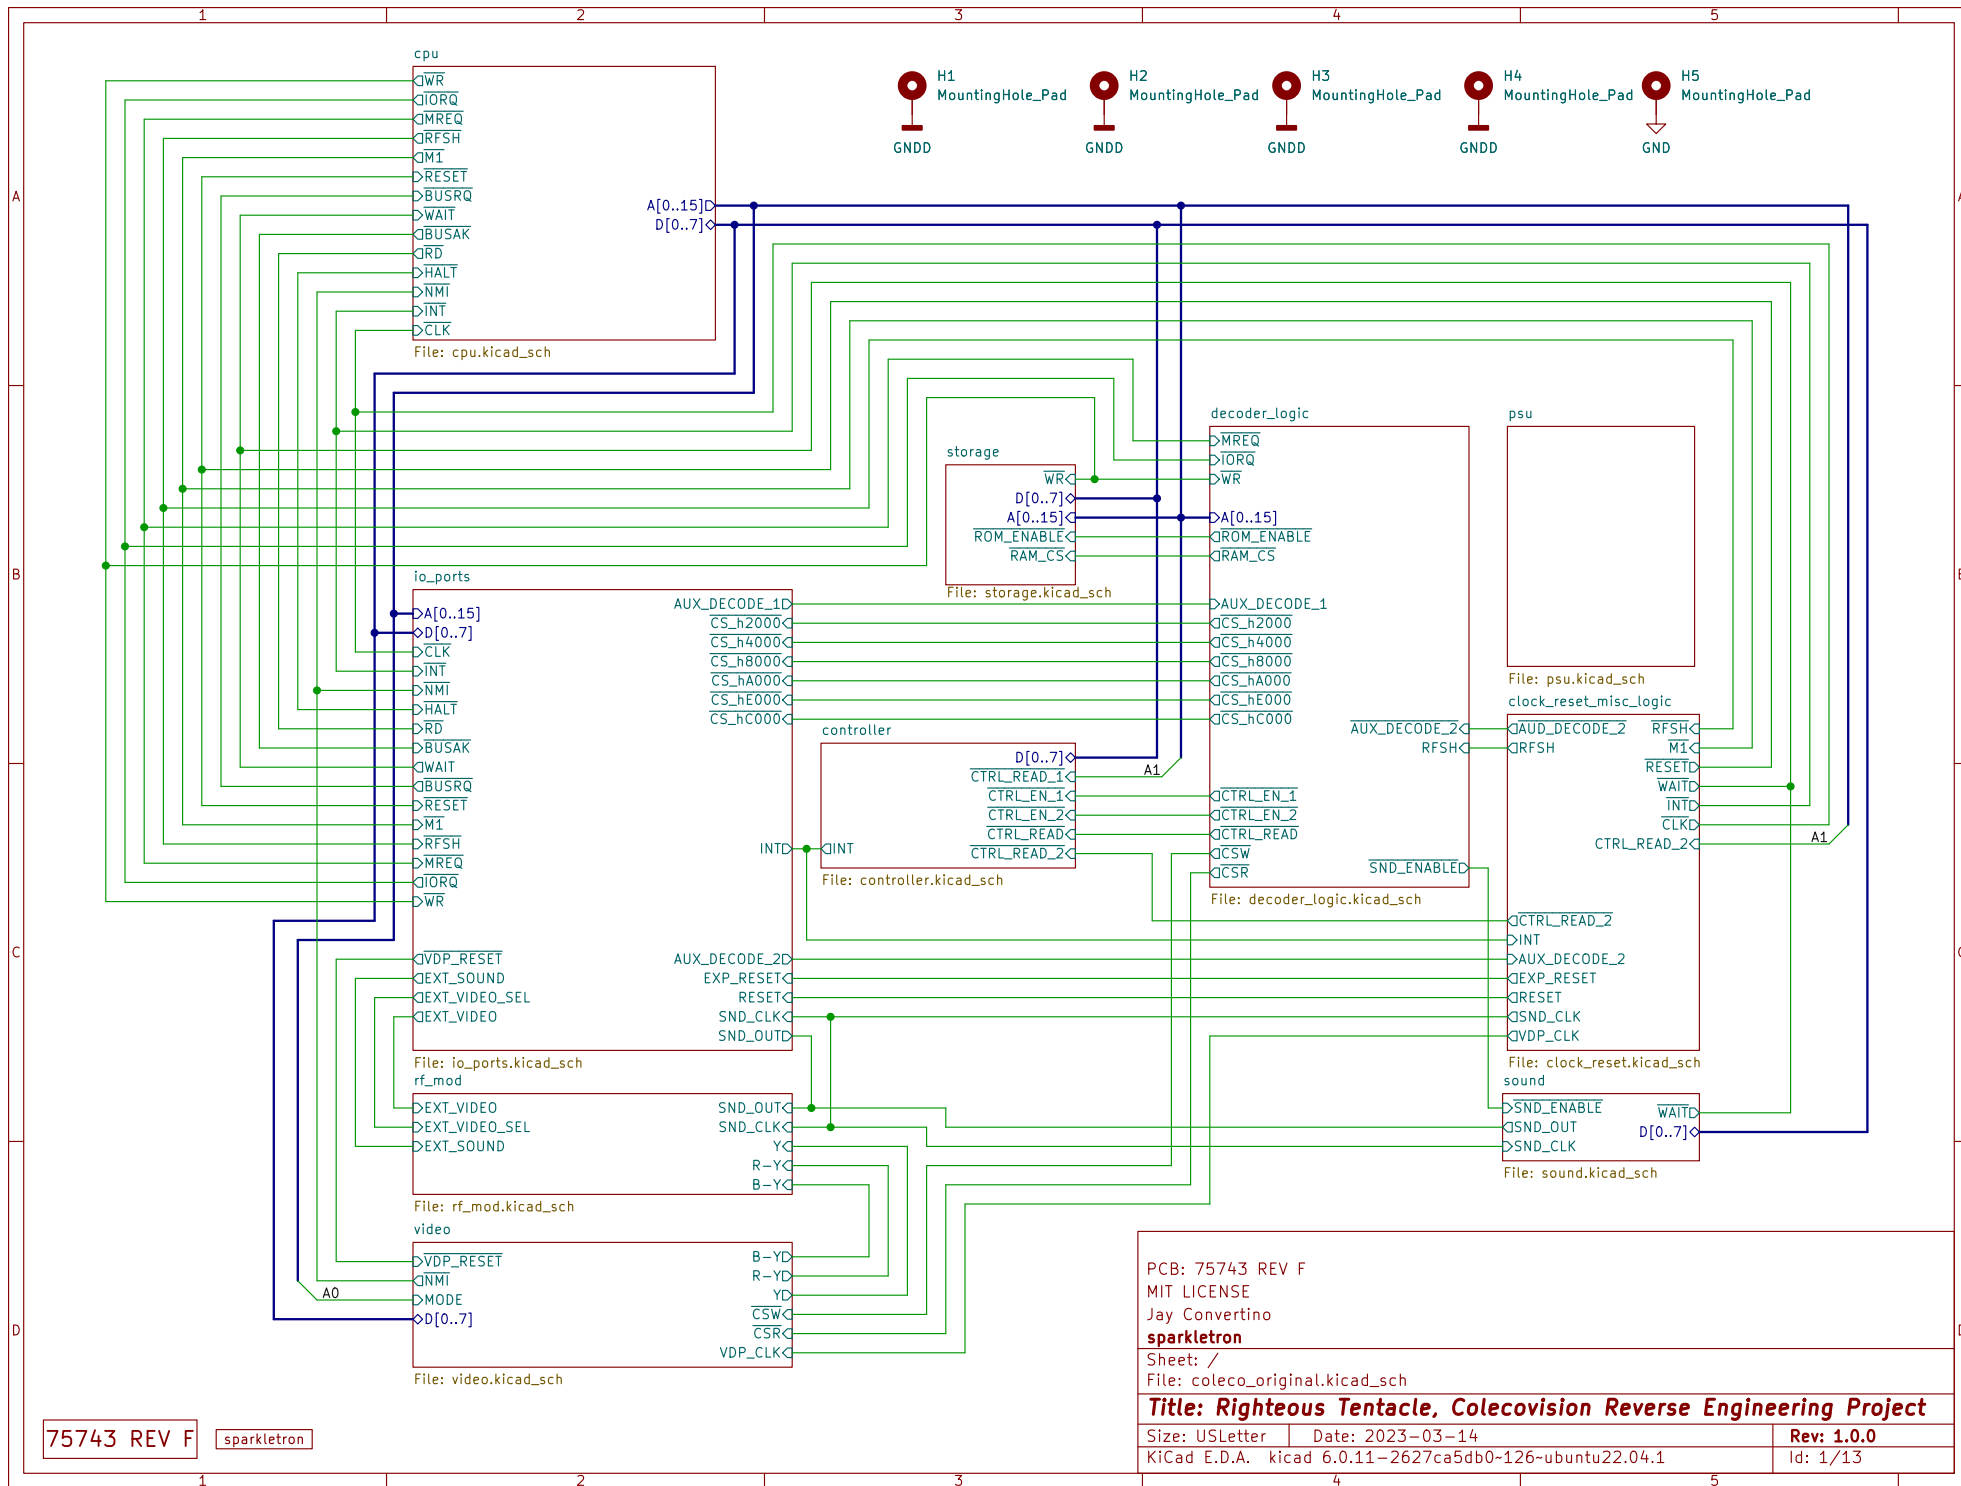 1 2 3 4 5
cpu
WR
IORQ
MREQ
RFSH
M1
RESET
BUSRQ
WAIT
BUSAK
RD
HALT
NMI
INT
CLK
A[0..15]
D[0..7]
File: cpu.kicad_sch
H1
MountingHole_Pad
GNDD
H2
MountingHole_Pad
GNDD
H3
MountingHole_Pad
GNDD
H4
MountingHole_Pad
GNDD
H5
MountingHole_Pad
GND
A
B
C
D
storage
WR
D[0..7]
A[0..15]
ROM_ENABLE
RAM_CS
File: storage.kicad_sch
decoder_logic
MREQ
IORQ
WR
A[0..15]
ROM_ENABLE
RAM_CS
AUX_DECODE_1
CS_h2000
CS_h4000
CS_h8000
CS_hA000
CS_hE000
CS_hC000
AUX_DECODE_2
RFSH
CTRL_EN_1
CTRL_EN_2
CTRL_READ
CSW
CSR
SND_ENABLE
File: decoder_logic.kicad_sch
psu
File: psu.kicad_sch
io_ports
A[0..15]
D[0..7]
CLK
INT
NMI
HALT
RD
BUSAK
WAIT
BUSRQ
RESET
M1
RFSH
MREQ
IORQ
WR
VDP_RESET
EXT_SOUND
EXT_VIDEO_SEL
EXT_VIDEO
AUX_DECODE_1
CS_h2000
CS_h4000
CS_h8000
CS_hA000
CS_hE000
CS_hC000
INT
AUX_DECODE_2
EXP_RESET
RESET
SND_CLK
SND_OUT
File: io_ports.kicad_sch
controller
D[0..7]
CTRL_READ_1
CTRL_EN_1
CTRL_EN_2
CTRL_READ
CTRL_READ_2
INT
A1
File: controller.kicad_sch
clock_reset_misc_logic
AUD_DECODE_2
RFSH
RFSH
M1
RESET
WAIT
INT
CLK
CTRL_READ_2
A1
CTRL_READ_2
INT
AUX_DECODE_2
EXP_RESET
RESET
SND_CLK
VDP_CLK
File: clock_reset.kicad_sch
rf_mod
EXT_VIDEO
EXT_VIDEO_SEL
EXT_SOUND
SND_OUT
SND_CLK
Y
R-Y
B-Y
File: rf_mod.kicad_sch
sound
SND_ENABLE
SND_OUT
SND_CLK
WAIT
D[0..7]
File: sound.kicad_sch
video
VDP_RESET
NMI
MODE
D[0..7]
A0
B-Y
R-Y
Y
CSW
CSR
VDP_CLK
File: video.kicad_sch
PCB: 75743 REV F
MIT LICENSE
Jay Convertino
sparkletron
Sheet: /
File: coleco_original.kicad_sch
Title: Righteous Tentacle, Colecovision Reverse Engineering Project
Size: USLetter Date: 2023-03-14 Rev: 1.0.0
KiCad E.D.A. kicad 6.0.11-2627ca5db0~126~ubuntu22.04.1 Id: 1/13
75743 REV F
sparkletron
1 2 3 4 5